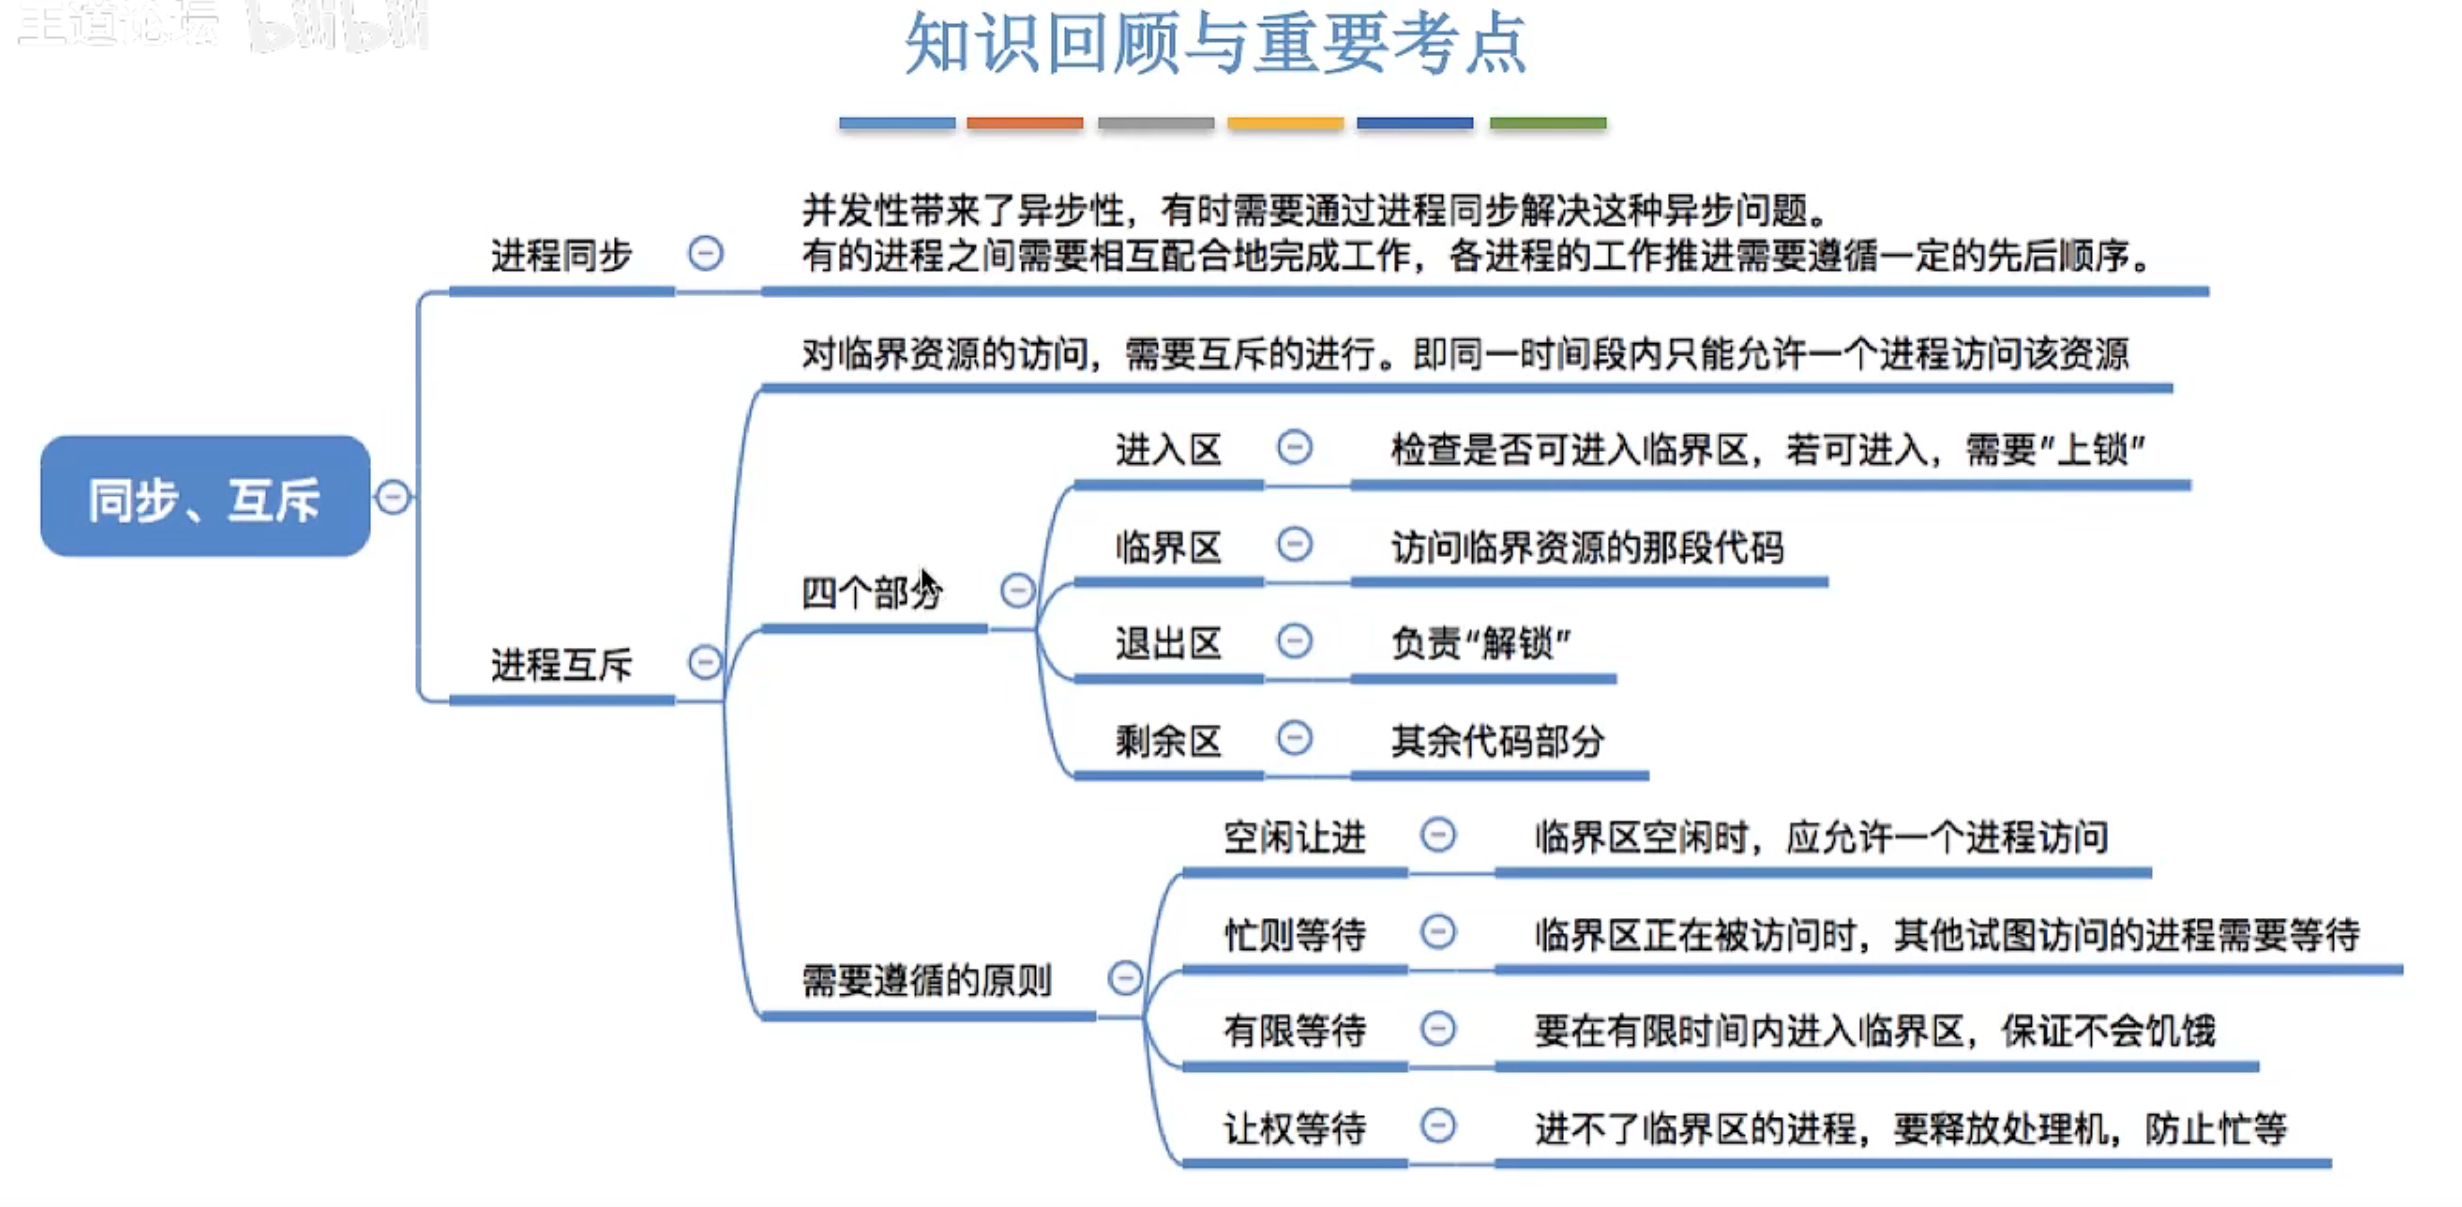 王道论坛 bilibili
知识回顾与重要考点
同步、互斥
进程同步
并发性带来了异步性，有时需要通过进程同步解决这种异步问题。
有的进程之间需要相互配合地完成工作，各进程的工作推进需要遵循一定的先后顺序。
进程互斥
对临界资源的访问，需要互斥的进行。即同一时间段内只能允许一个进程访问该资源
四个部分
进入区
检查是否可进入临界区，若可进入，需要“上锁”
临界区
访问临界资源的那段代码
退出区
负责“解锁”
剩余区
其余代码部分
需要遵循的原则
空闲让进
临界区空闲时，应允许一个进程访问
忙则等待
临界区正在被访问时，其他试图访问的进程需要等待
有限等待
要在有限时间内进入临界区，保证不会饥饿
让权等待
进不了临界区的进程，要释放处理机，防止忙等